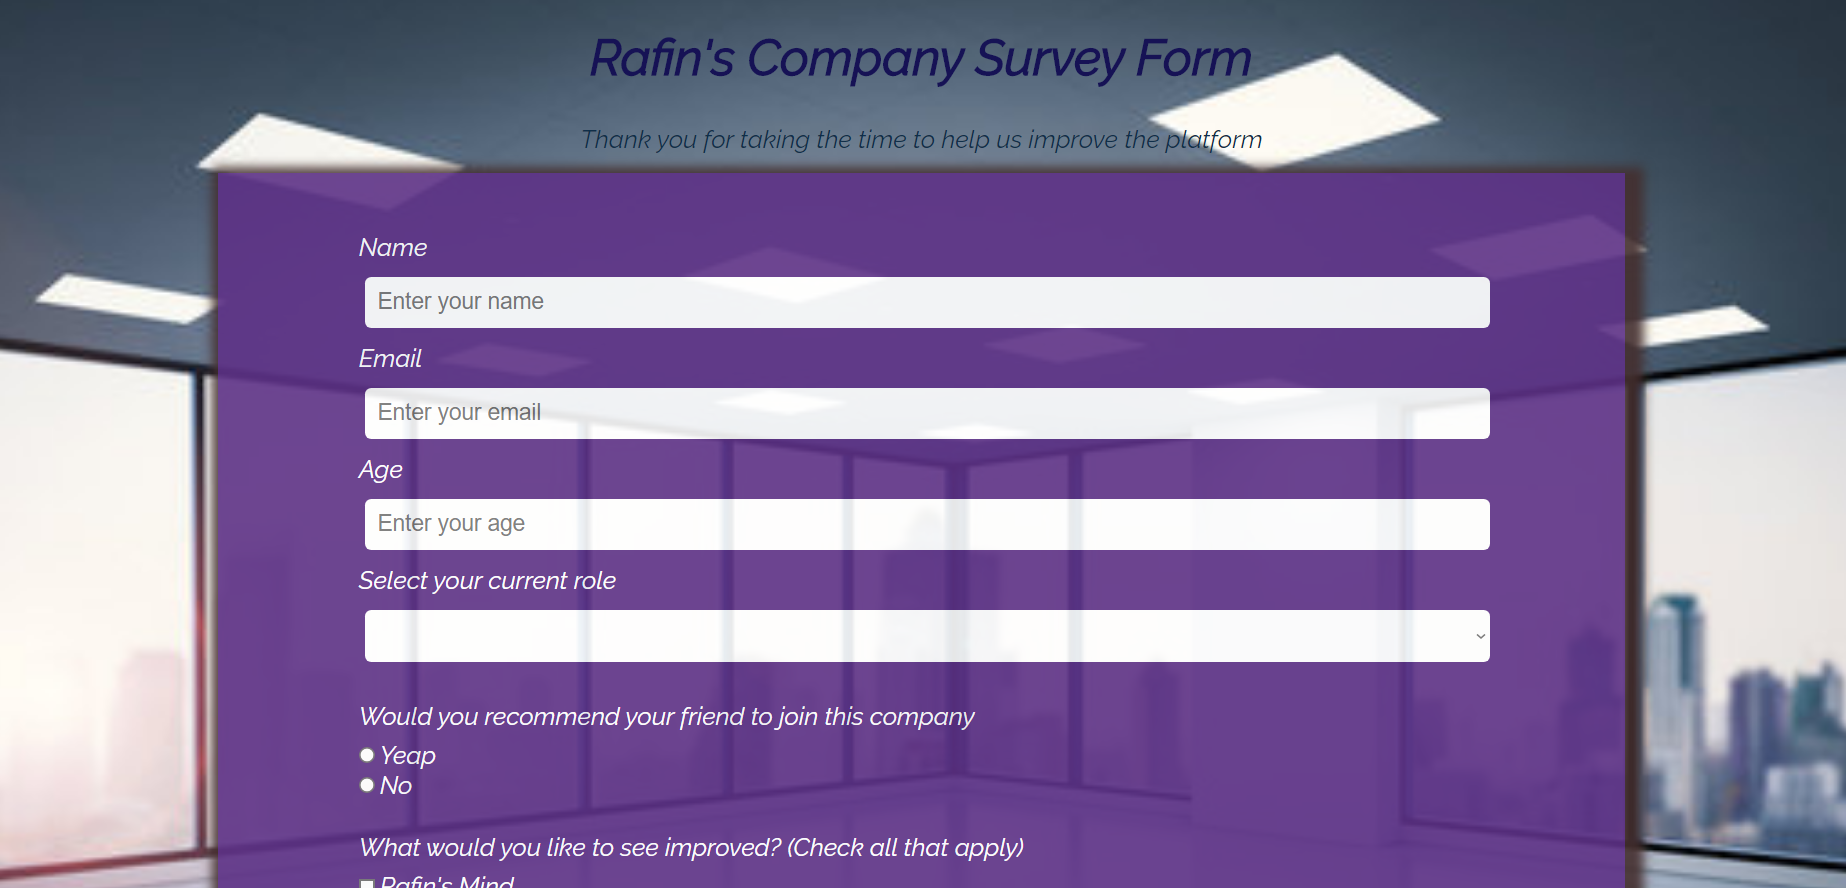 Rafin's Company Survey Form
Thank you for taking the time to help us improve the platform
Name
Enter your name
Email
Enter your email
Age
Enter your age
Select your current role
Would you recommend your friend to join this company
Yeap
No
What would you like to see improved? (Check all that apply)
Rafin's Mind